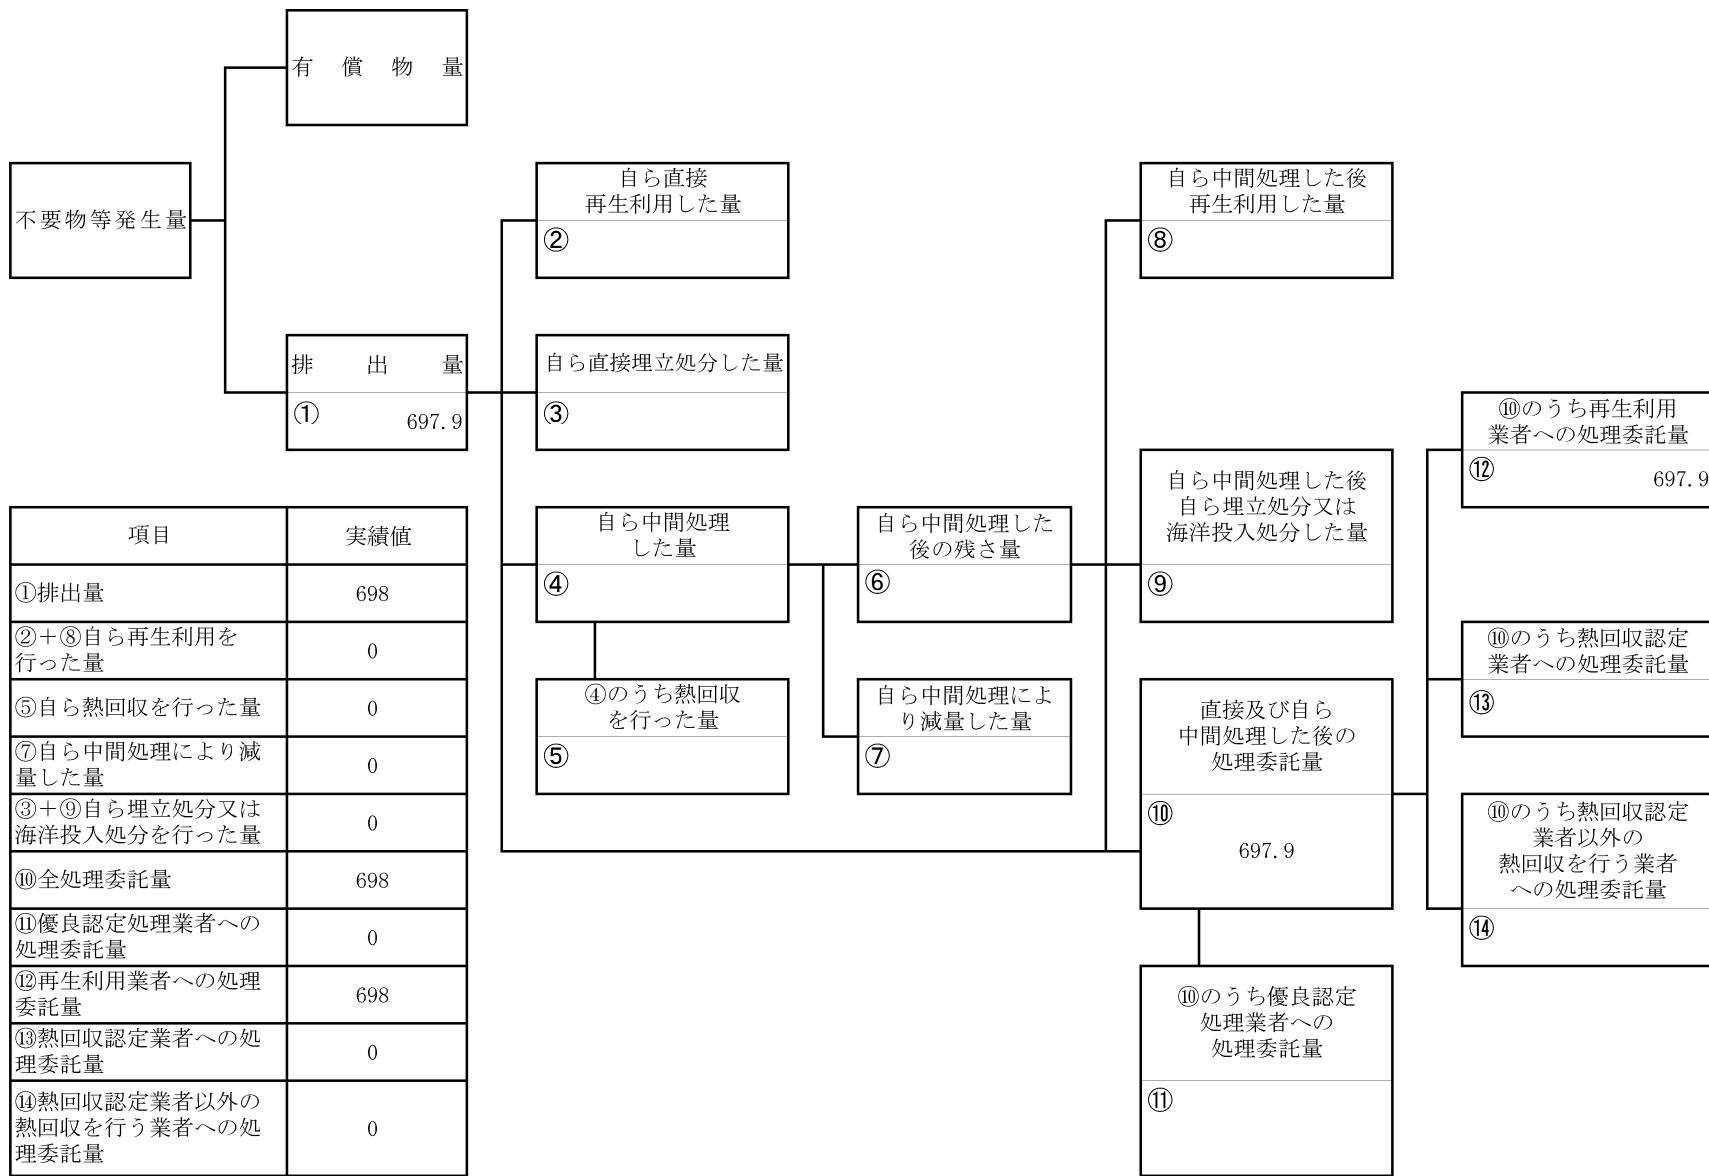 有償物量
不要物等発生量
排出量
①
697.9
自ら直接
再生利用した量
②
自ら直接埋立処分した量
③
自ら中間処理
した量
④
④のうち熱回収
を行った量
⑤
自ら中間処理した
後の残さ量
⑥
自ら中間処理によ
り減量した量
⑦
自ら中間処理した後
再生利用した量
⑧
自ら中間処理した後
自ら埋立処分又は
海洋投入処分した量
⑨
直接及び自ら
中間処理した後の
処理委託量
⑩
697.9
⑩のうち優良認定
処理業者への
処理委託量
⑪
⑩のうち再生利用
業者への処理委託量
⑫
697.9
⑩のうち熱回収認定
業者への処理委託量
⑬
⑩のうち熱回収認定
業者以外の
熱回収を行う業者
への処理委託量
⑭
項目 実績値
①排出量 698
②+⑧自ら再生利用を
行った量 0
⑤自ら熱回収を行った量 0
⑦自ら中間処理により減
量した量 0
③+⑨自ら埋立処分又は
海洋投入処分を行った量 0
⑩全処理委託量 698
⑪優良認定処理業者への
処理委託量 0
⑫再生利用業者への処理
委託量 698
⑬熱回収認定業者への処
理委託量 0
⑭熱回収認定業者以外の
熱回収を行う業者への処
理委託量 0